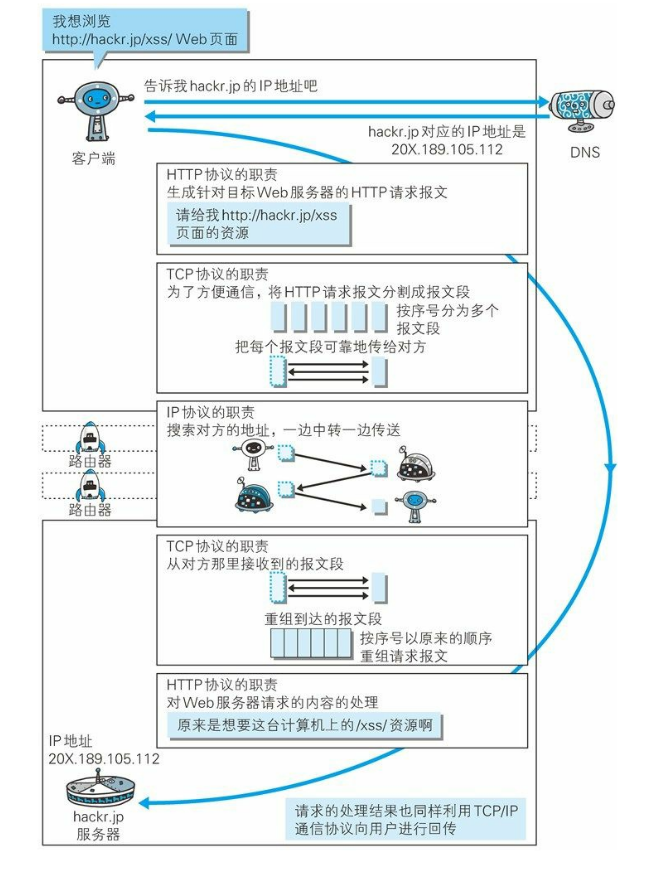 我想浏览
http://hackr.jp/xss/ Web页面
告诉我hackr.jp的IP地址吧
hackr.jp对应的IP地址是
20X.189.105.112
客户端
DNS
HTTP协议的职责
生成针对目标Web服务器的HTTP请求报文
请给我http://hackr.jp/xss
页面的资源
TCP协议的职责
为了方便通信，将HTTP请求报文分割成报文段
按序号分为多个
报文段
把每个报文段可靠地传给对方
IP协议的职责
搜索对方的地址，一边中转一边传送
路由器
路由器
TCP协议的职责
从对方那里接收到的报文段
重组到达的报文段
按序号以原来的顺序
重组请求报文
HTTP协议的职责
对Web服务器请求的内容的处理
原来是想要这台计算机上的/xss/资源啊
IP地址
20X.189.105.112
hackr.jp
服务器
请求的处理结果也同样利用TCP/IP
通信协议向用户进行回传